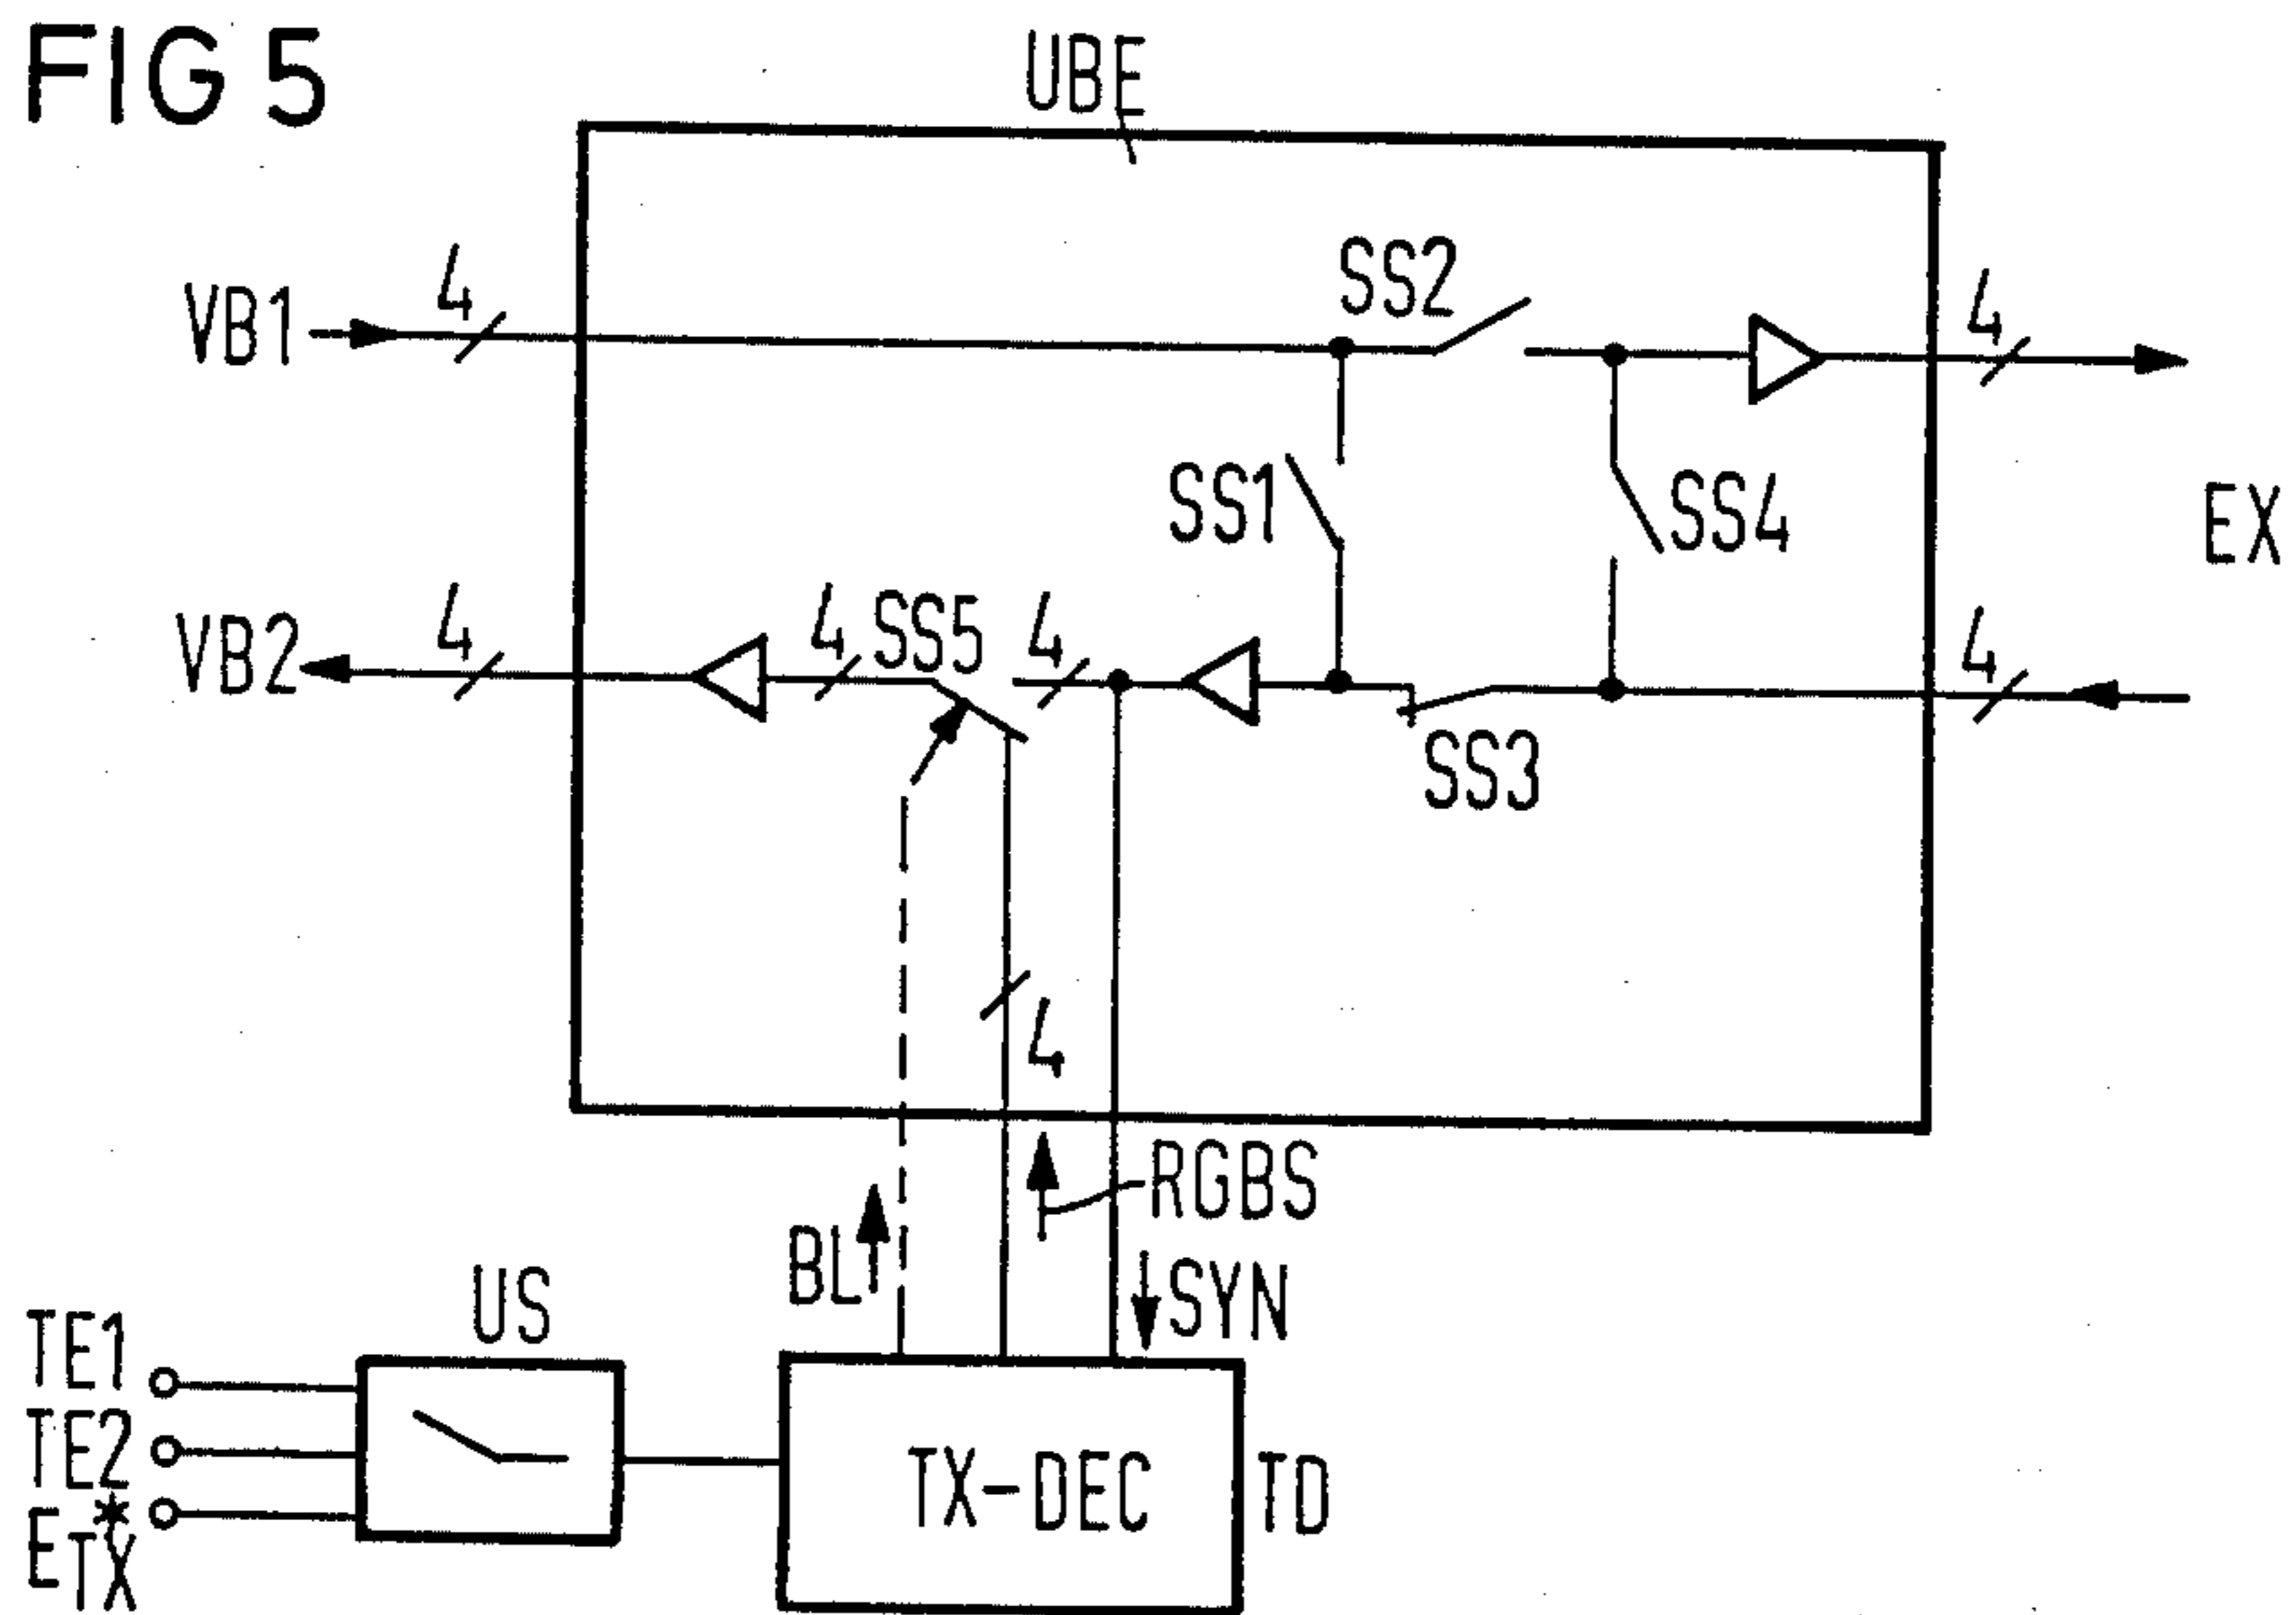 FIG 5
UBE
VB1
4
SS2
4
SS1
SS4
EX
VB2
4
4
SS5
4
4
SS3
4
RGBS
BL
SYN
US
TE1
TE2
E*TX
TX-DEC
TD